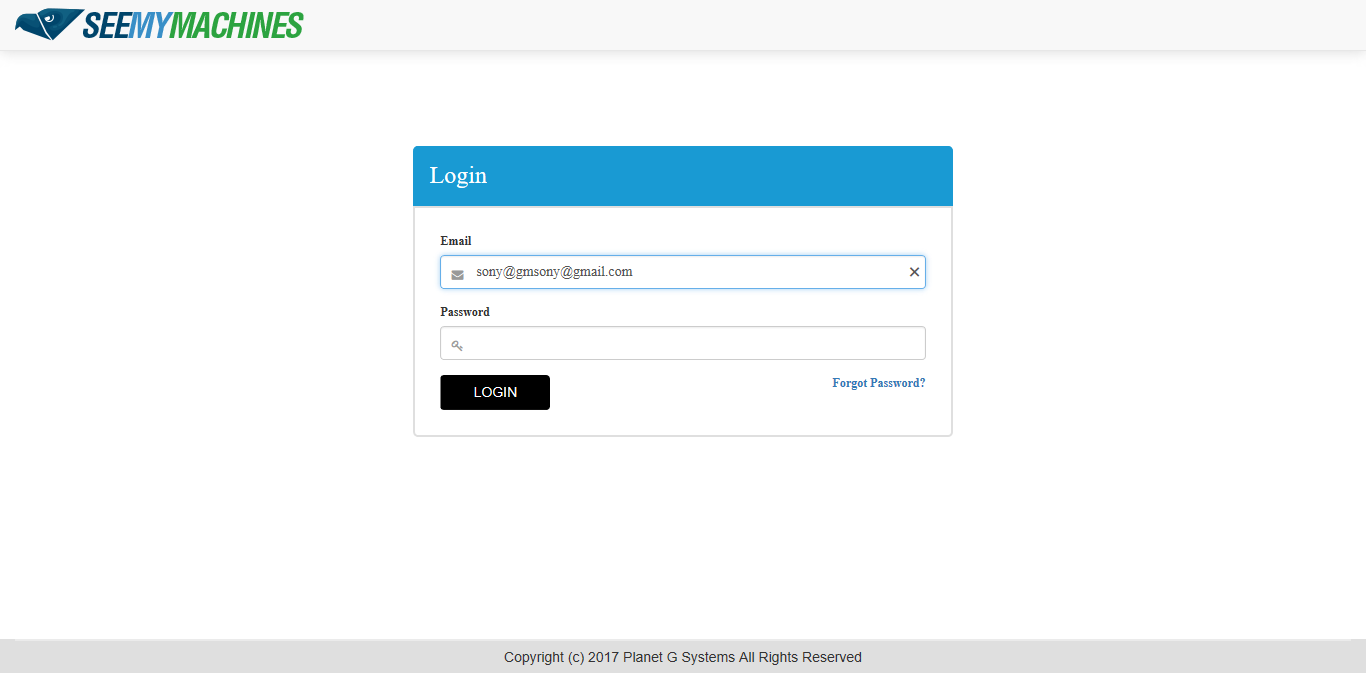 SEEMYMACHINES
Login
Email
sony@gmsony@gmail.com
Password
LOGIN
Forgot Password?
Copyright (c) 2017 Planet G Systems All Rights Reserved